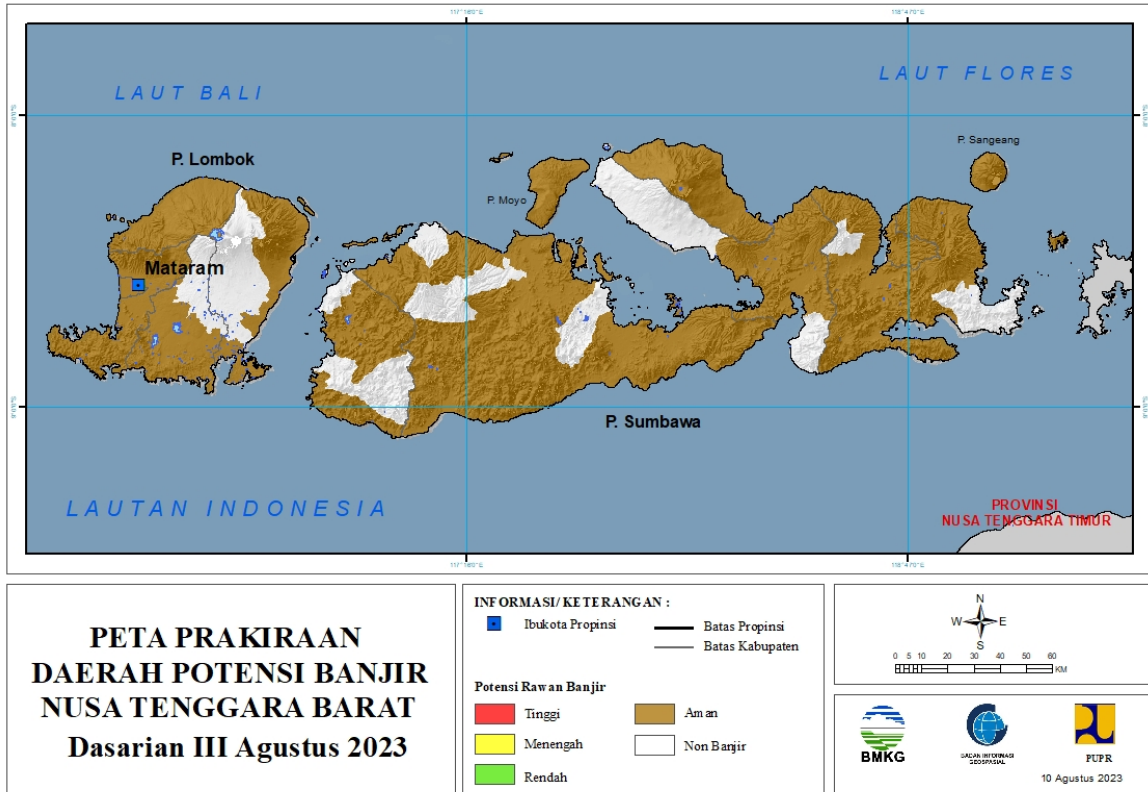 LAUT BALI
LAUT FLORES
P. Sangeang
P. Lombok
P. Moyo
Mataram
P. Sumbawa
LAUTAN INDONESIA
PROVINSI
NUSA TENGGARA TIMUR
PETA PRAKIRAAN
DAERAH POTENSI BANJIR
NUSA TENGGARA BARAT
Dasarian III Agustus 2023
INFORMASI/KETERANGAN :
Ibukota Propinsi
Batas Propinsi
Batas Kabupaten
Potensi Rawan Banjir
Tinggi
Aman
Menengah
Non Banjir
Rendah
N
W E
S
0 5 10 20 30 40 50 60
KM
BMKG
BADAN INFORMASI
GEOSPASIAL
PUPR
10 Agustus 2023